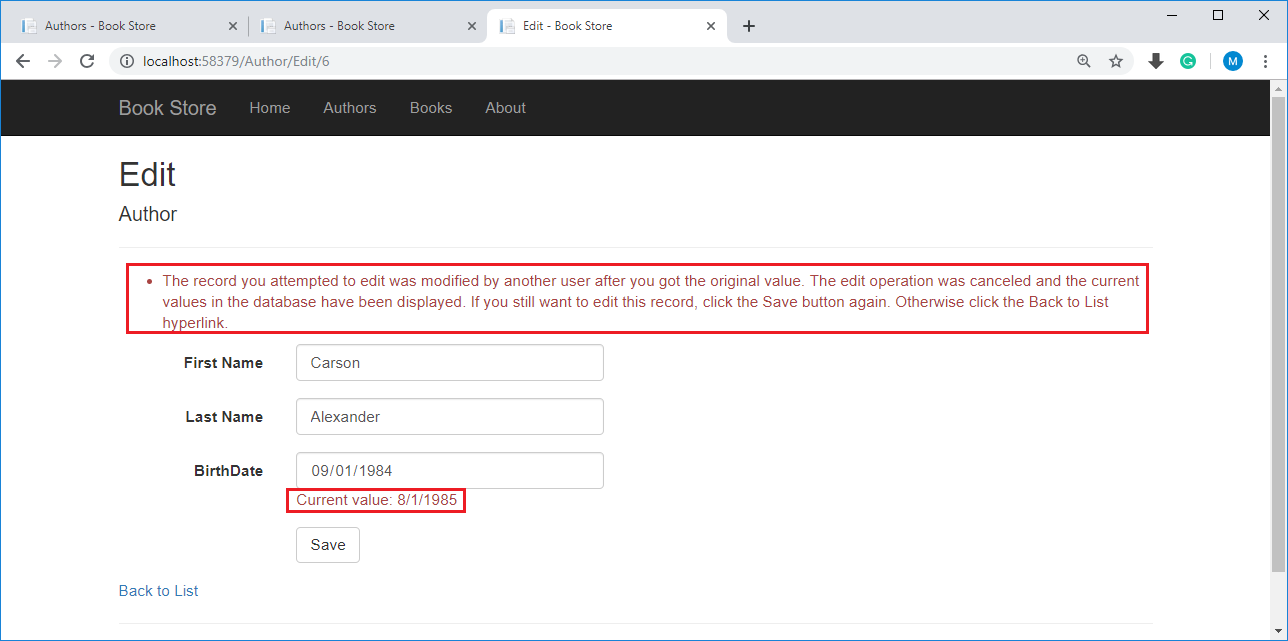 Authors - Book Store
Authors - Book Store
Edit - Book Store
localhost:58379/Author/Edit/6
M
Book Store Home Authors Books About
Edit
Author
The record you attempted to edit was modified by another user after you got the original value. The edit operation was canceled and the current
values in the database have been displayed. If you still want to edit this record, click the Save button again. Otherwise click the Back to List
hyperlink.
First Name Carson
Last Name Alexander
BirthDate 09/01/1984
Current value: 8/1/1985
Save
Back to List